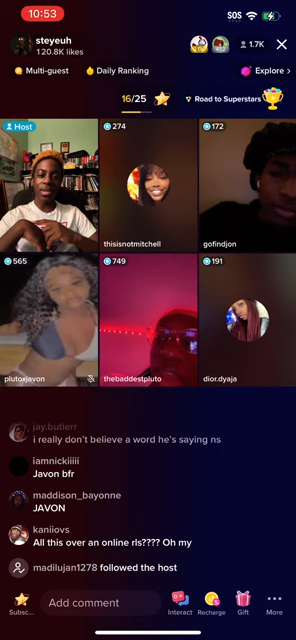 10:53
SOS
steyeuh
120.8K likes
1.7K
Multi-guest
Daily Ranking
Explore >
16/25
Road to Superstars
Host
274
172
thisisnotmitchell
gofindjon
565
749
191
plutoxjavon
thebaddestpluto
dior.dyaja
jay.butlerr
i really don't believe a word he's saying ns
iamnickiiiii
Javon bfr
maddison_bayonne
JAVON
kaniiovs
All this over an online rls???? Oh my
madilujan1278 followed the host
Subsc...
Add comment
Interact
Recharge
Gift
More